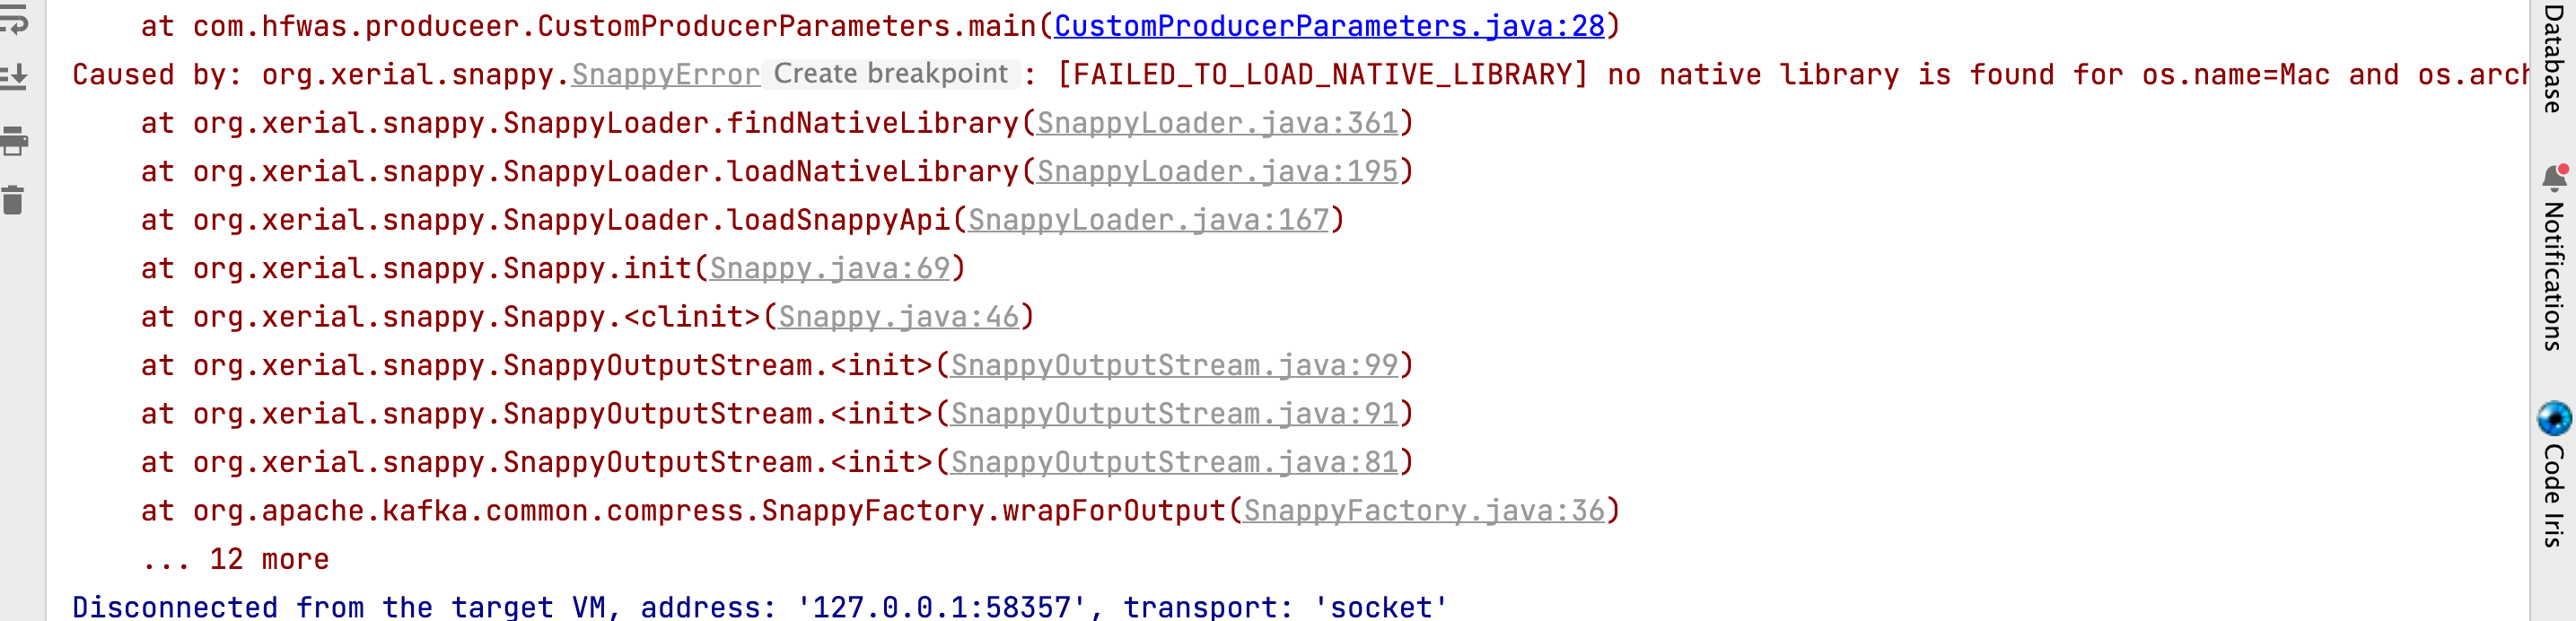 at com.hfwas.produceer.CustomProducerParameters.main(CustomProducerParameters.java:28)
Caused by: org.xerial.snappy.SnappyError Create breakpoint : [FAILED_TO_LOAD_NATIVE_LIBRARY] no native library is found for os.name=Mac and os.arch
at org.xerial.snappy.SnappyLoader.findNativeLibrary(SnappyLoader.java:361)
at org.xerial.snappy.SnappyLoader.loadNativeLibrary(SnappyLoader.java:195)
at org.xerial.snappy.SnappyLoader.loadSnappyApi(SnappyLoader.java:167)
at org.xerial.snappy.Snappy.init(Snappy.java:69)
at org.xerial.snappy.Snappy.<clinit>(Snappy.java:46)
at org.xerial.snappy.SnappyOutputStream.<init>(SnappyOutputStream.java:99)
at org.xerial.snappy.SnappyOutputStream.<init>(SnappyOutputStream.java:91)
at org.xerial.snappy.SnappyOutputStream.<init>(SnappyOutputStream.java:81)
at org.apache.kafka.common.compress.SnappyFactory.wrapForOutput(SnappyFactory.java:36)
... 12 more
Disconnected from the target VM, address: '127.0.0.1:58357', transport: 'socket'
Database
Notifications
Code Iris